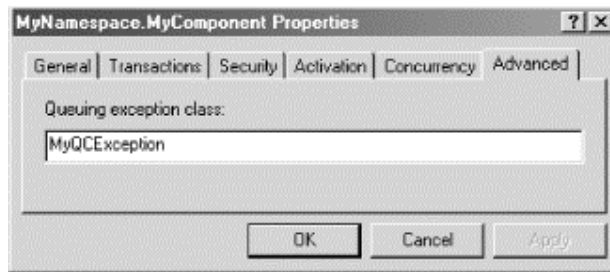 MyNamespace.MyComponent Properties ? ×
General Transactions Security Activation Concurrency Advanced
Queuing exception class:
MyQCException
OK Cancel Apply